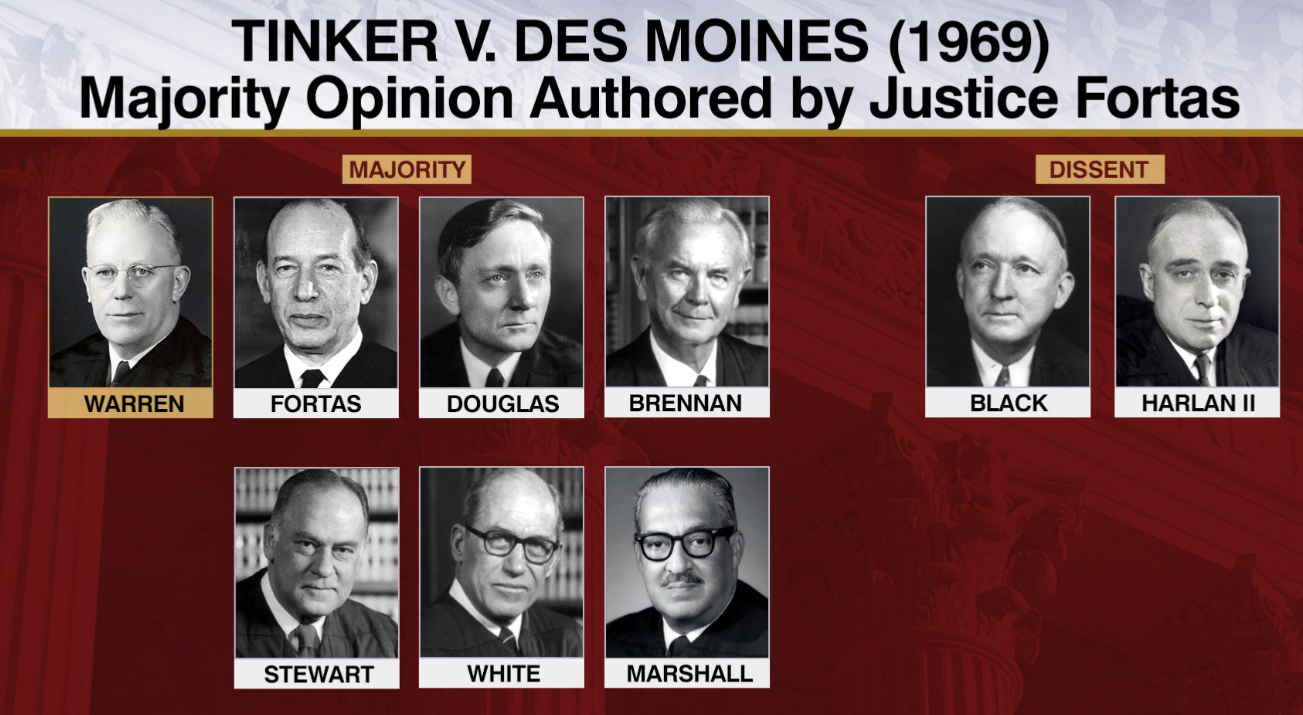 TINKER V. DES MOINES (1969)
Majority Opinion Authored by Justice Fortas
MAJORITY
DISSENT
WARREN
FORTAS
DOUGLAS
BRENNAN
BLACK
HARLAN II
STEWART
WHITE
MARSHALL